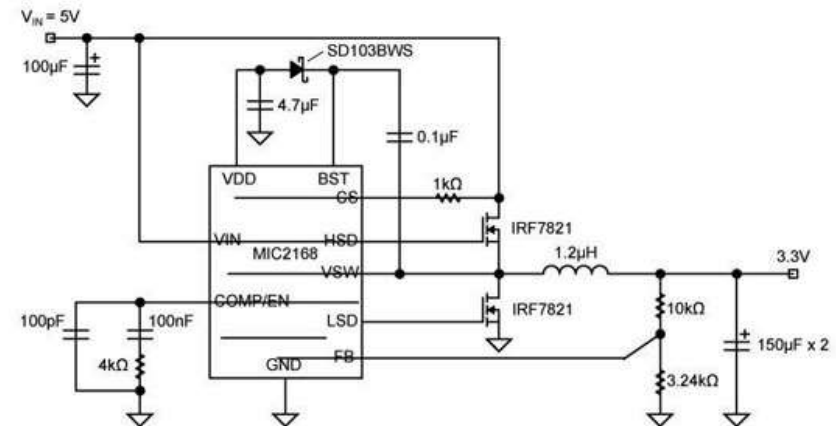 V_IN = 5V
SD103BWS
100µF
4.7µF
0.1µF
VDD
BST
1kΩ
CS
IRF7821
VIN
HSD
MIC2168
1.2µH
3.3V
VSW
COMP/EN
100pF
100nF
LSD
IRF7821
10kΩ
150µF x 2
4kΩ
FB
GND
3.24kΩ